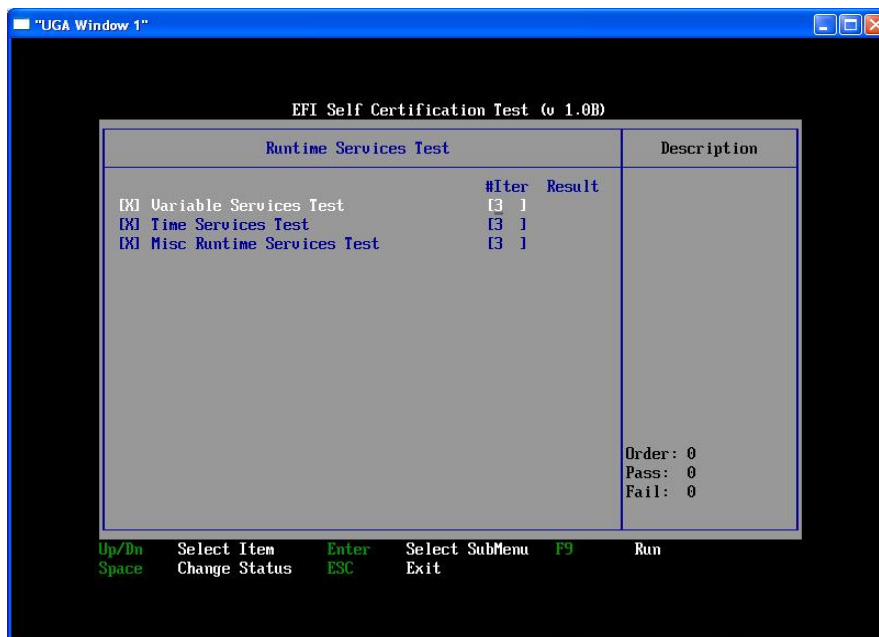 "UGA Window 1"
EFI Self Certification Test (v 1.0B)
Runtime Services Test
Description
#Iter Result
[X] Variable Services Test [3 ]
[X] Time Services Test [3 ]
[X] Misc Runtime Services Test [3 ]
Order: 0
Pass: 0
Fail: 0
Up/Dn Select Item Enter Select SubMenu F9 Run
Space Change Status ESC Exit